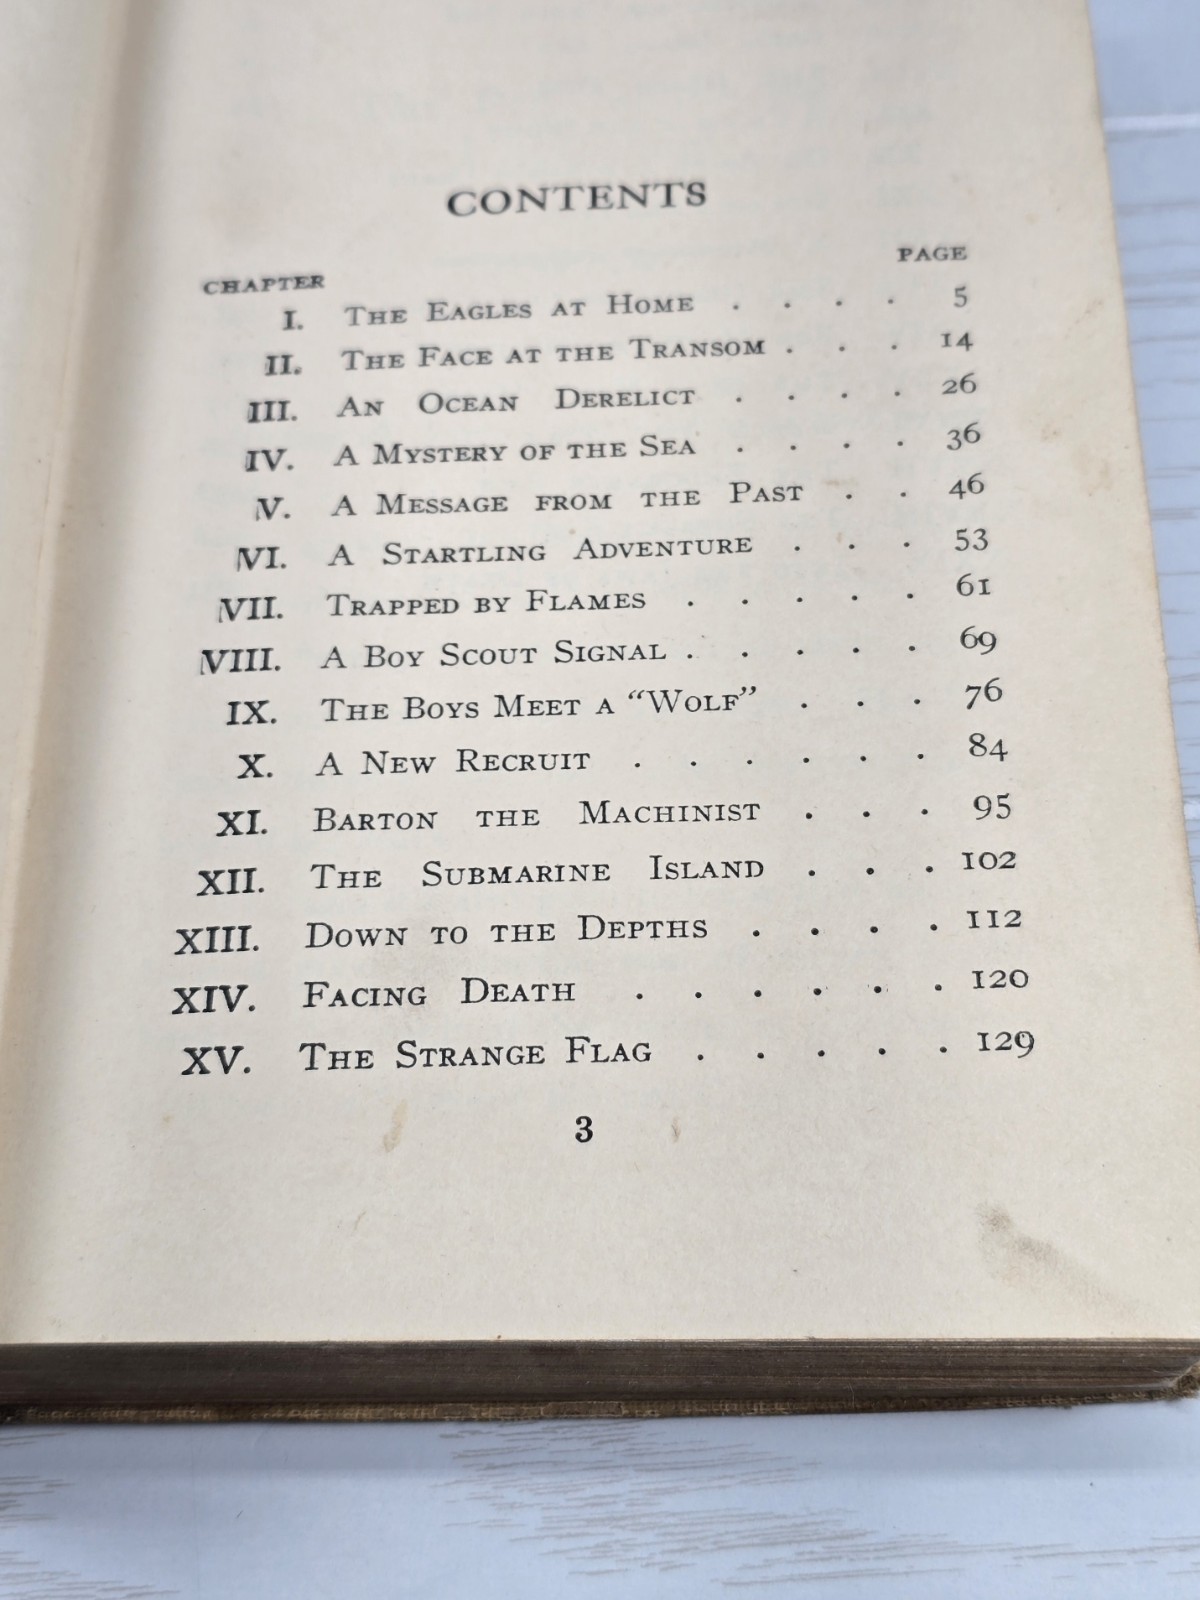 CONTENTS
CHAPTER PAGE
I. THE EAGLES AT HOME . . . . 5
II. THE FACE AT THE TRANSOM . . . 14
III. AN OCEAN DERELICT . . . . 26
IV. A MYSTERY OF THE SEA . . . . 36
V. A MESSAGE FROM THE PAST . . 46
VI. A STARTLING ADVENTURE . . . 53
VII. TRAPPED BY FLAMES . . . . . 61
VIII. A BOY SCOUT SIGNAL . . . . . 69
IX. THE BOYS MEET A "WOLF" . . . 76
X. A NEW RECRUIT . . . . . . 84
XI. BARTON THE MACHINIST . . . 95
XII. THE SUBMARINE ISLAND . . . 102
XIII. DOWN TO THE DEPTHS . . . . 112
XIV. FACING DEATH . . . . . . 120
XV. THE STRANGE FLAG . . . . . 129
3